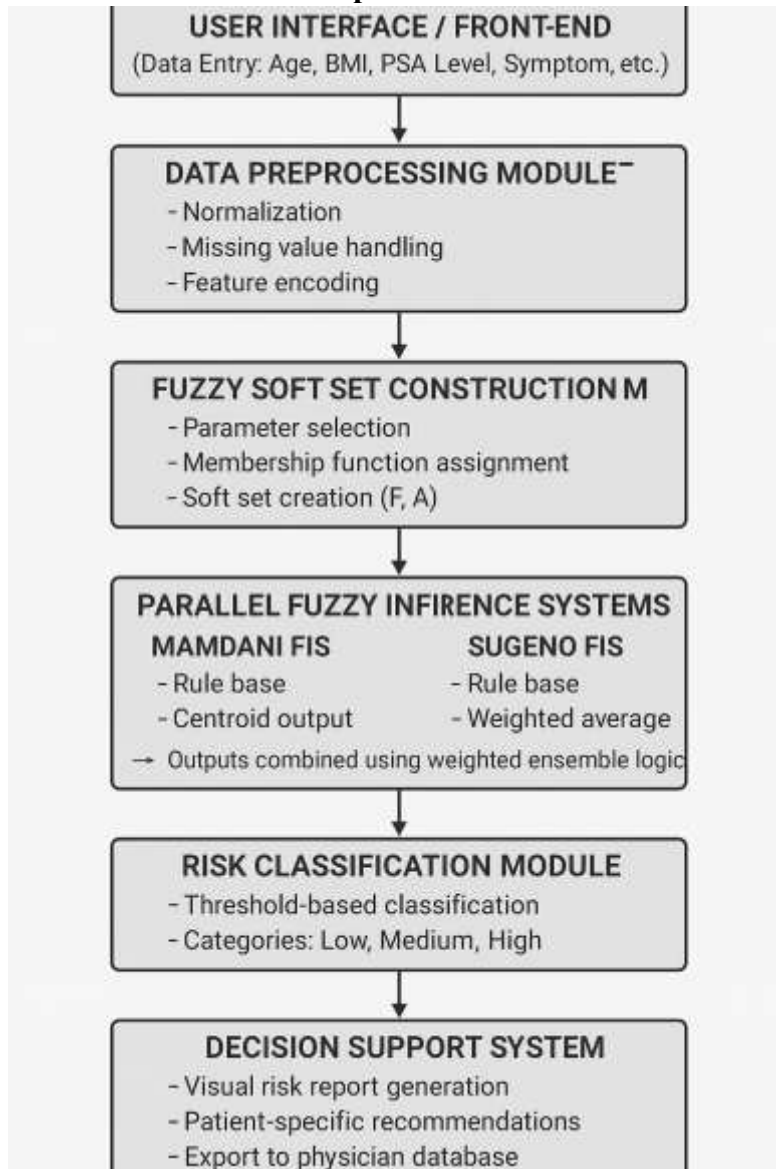 USER INTERFACE / FRONT-END
(Data Entry: Age, BMI, PSA Level, Symptom, etc.)
DATA PREPROCESSING MODULE¯
- Normalization
- Missing value handling
- Feature encoding
FUZZY SOFT SET CONSTRUCTION M
- Parameter selection
- Membership function assignment
- Soft set creation (F, A)
PARALLEL FUZZY INFIRENCE SYSTEMS
MAMDANI FIS SUGENO FIS
- Rule base - Rule base
- Centroid output - Weighted average
→ Outputs combined using weighted ensemble logic
RISK CLASSIFICATION MODULE
- Threshold-based classification
- Categories: Low, Medium, High
DECISION SUPPORT SYSTEM
- Visual risk report generation
- Patient-specific recommendations
- Export to physician database